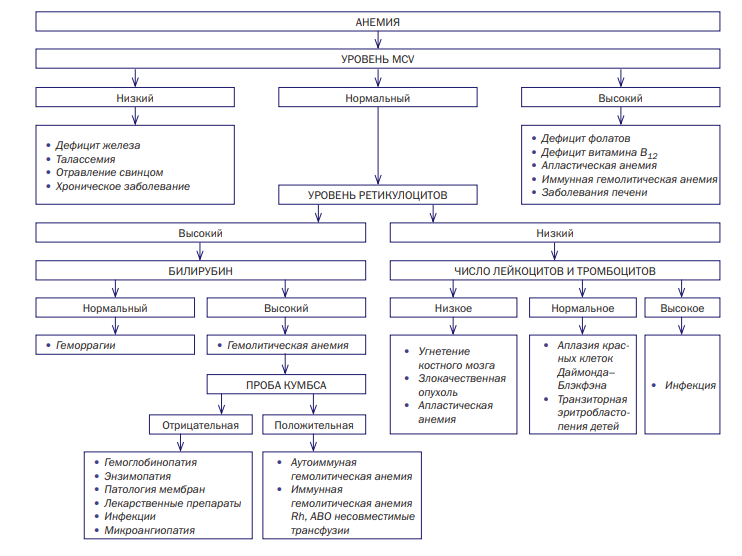 АНЕМИЯ
УРОВЕНЬ MCV
Низкий
Нормальный
Высокий
• Дефицит железа
• Талассемия
• Отравление свинцом
• Хроническое заболевание
• Дефицит фолатов
• Дефицит витамина B12
• Апластическая анемия
• Иммунная гемолитическая анемия
• Заболевания печени
УРОВЕНЬ РЕТИКУЛОЦИТОВ
Высокий
Низкий
БИЛИРУБИН
ЧИСЛО ЛЕЙКОЦИТОВ И ТРОМБОЦИТОВ
Нормальный
Высокий
Низкое
Нормальное
Высокое
• Геморрагии
• Гемолитическая анемия
• Угнетение
костного мозга
• Злокачественная
опухоль
• Апластическая
анемия
• Аплазия крас-
ных клеток
Даймонда–
Блэкфэна
• Транзиторная
эритробласто-
пения детей
• Инфекция
ПРОБА КУМБСА
Отрицательная
Положительная
• Гемоглобинопатия
• Энзимопатия
• Патология мембран
• Лекарственные препараты
• Инфекции
• Микроангиопатия
• Аутоиммуная
гемолитическая анемия
• Иммунная
гемолитическая анемия
Rh, ABO несовместимые
трансфузии